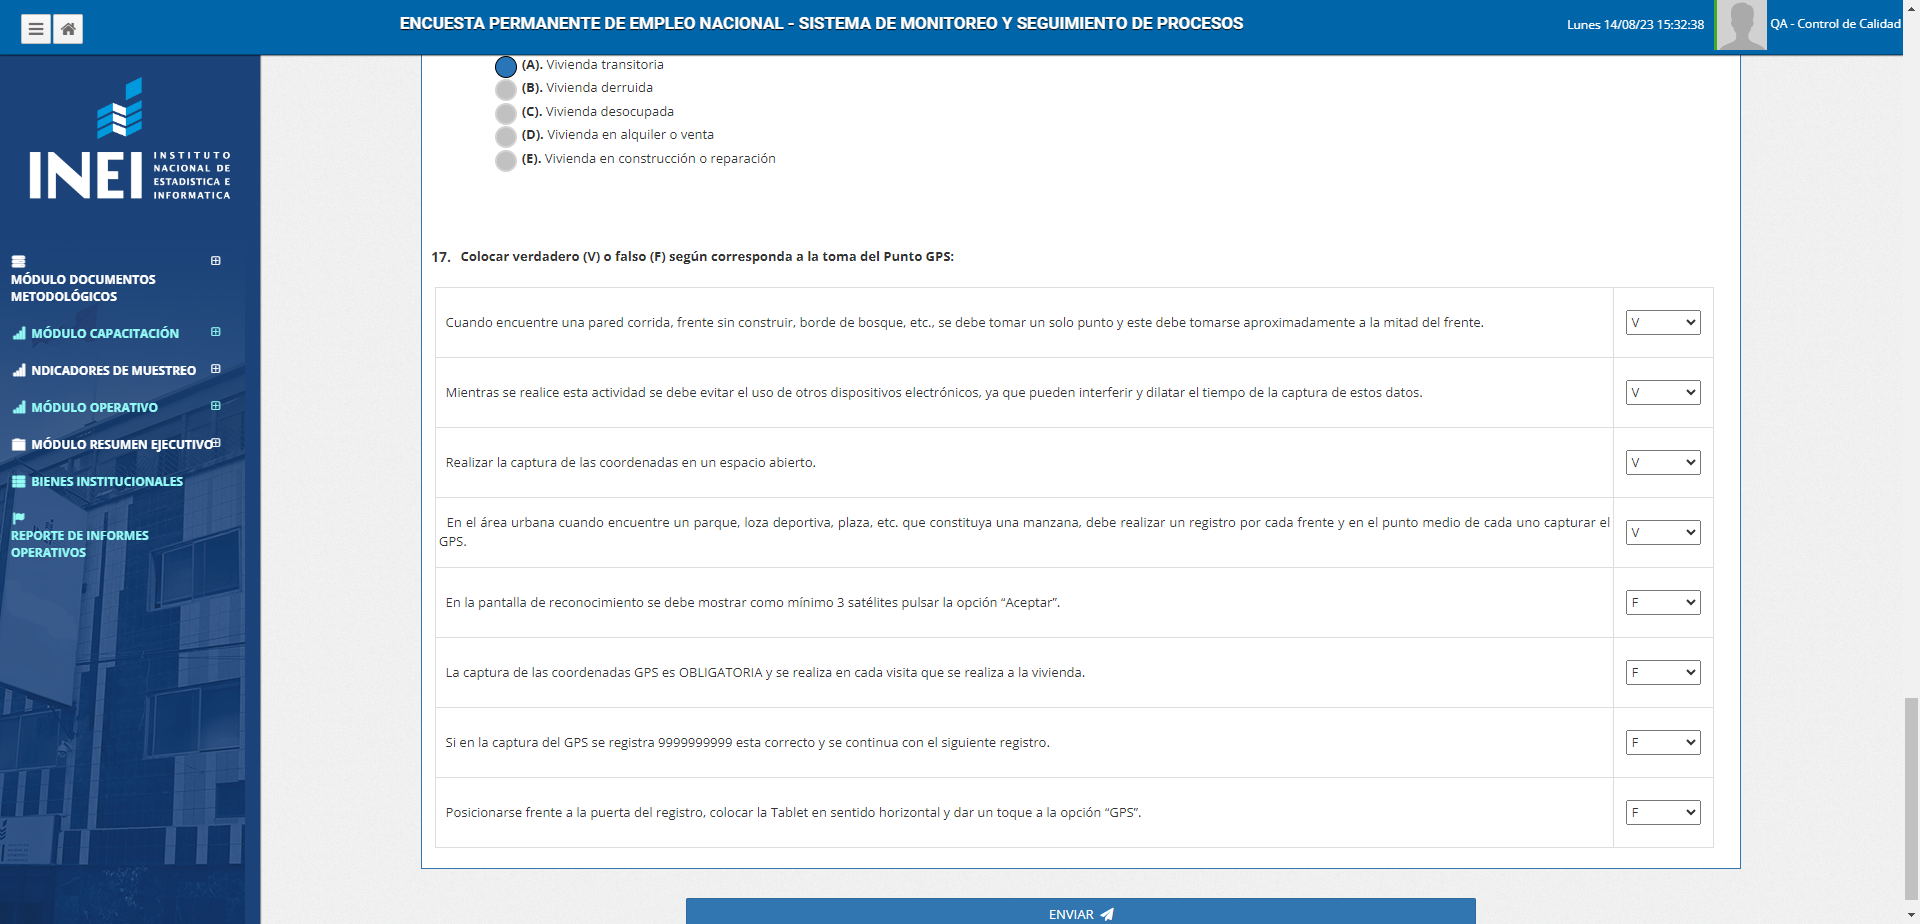 ENCUESTA PERMANENTE DE EMPLEO NACIONAL - SISTEMA DE MONITOREO Y SEGUIMIENTO DE PROCESOS
Lunes 14/08/23 15:32:38
QA - Control de Calidad
INEI
INSTITUTO
NACIONAL DE
ESTADISTICA E
INFORMATICA
MÓDULO DOCUMENTOS
METODOLÓGICOS
MÓDULO CAPACITACIÓN
NDICADORES DE MUESTREO
MÓDULO OPERATIVO
MÓDULO RESUMEN EJECUTIVO
BIENES INSTITUCIONALES
REPORTE DE INFORMES
OPERATIVOS
(A). Vivienda transitoria
(B). Vivienda derruida
(C). Vivienda desocupada
(D). Vivienda en alquiler o venta
(E). Vivienda en construcción o reparación
17. Colocar verdadero (V) o falso (F) según corresponda a la toma del Punto GPS:
Cuando encuentre una pared corrida, frente sin construir, borde de bosque, etc., se debe tomar un solo punto y este debe tomarse aproximadamente a la mitad del frente.
V
Mientras se realice esta actividad se debe evitar el uso de otros dispositivos electrónicos, ya que pueden interferir y dilatar el tiempo de la captura de estos datos.
V
Realizar la captura de las coordenadas en un espacio abierto.
V
En el área urbana cuando encuentre un parque, loza deportiva, plaza, etc. que constituya una manzana, debe realizar un registro por cada frente y en el punto medio de cada uno capturar el
GPS.
V
En la pantalla de reconocimiento se debe mostrar como mínimo 3 satélites pulsar la opción “Aceptar”.
F
La captura de las coordenadas GPS es OBLIGATORIA y se realiza en cada visita que se realiza a la vivienda.
F
Si en la captura del GPS se registra 9999999999 esta correcto y se continua con el siguiente registro.
F
Posicionarse frente a la puerta del registro, colocar la Tablet en sentido horizontal y dar un toque a la opción “GPS”.
F
ENVIAR